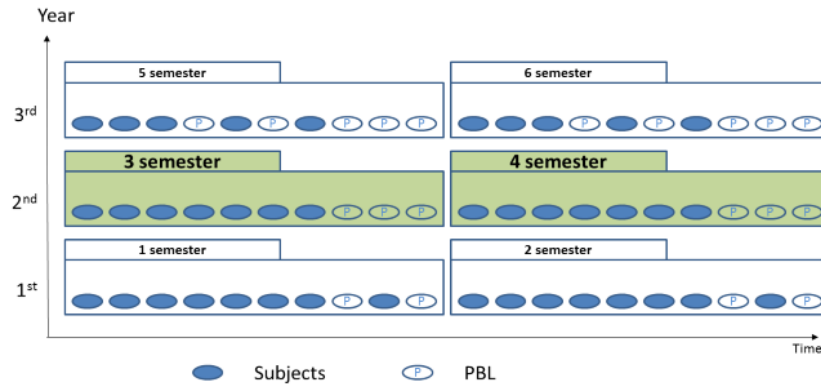 Year
5 semester
6 semester
3rd
P P P P P
P P P P P
3 semester
4 semester
2nd
P P P
P P P
1 semester
2 semester
1st
P P
P P
Time
Subjects
P PBL